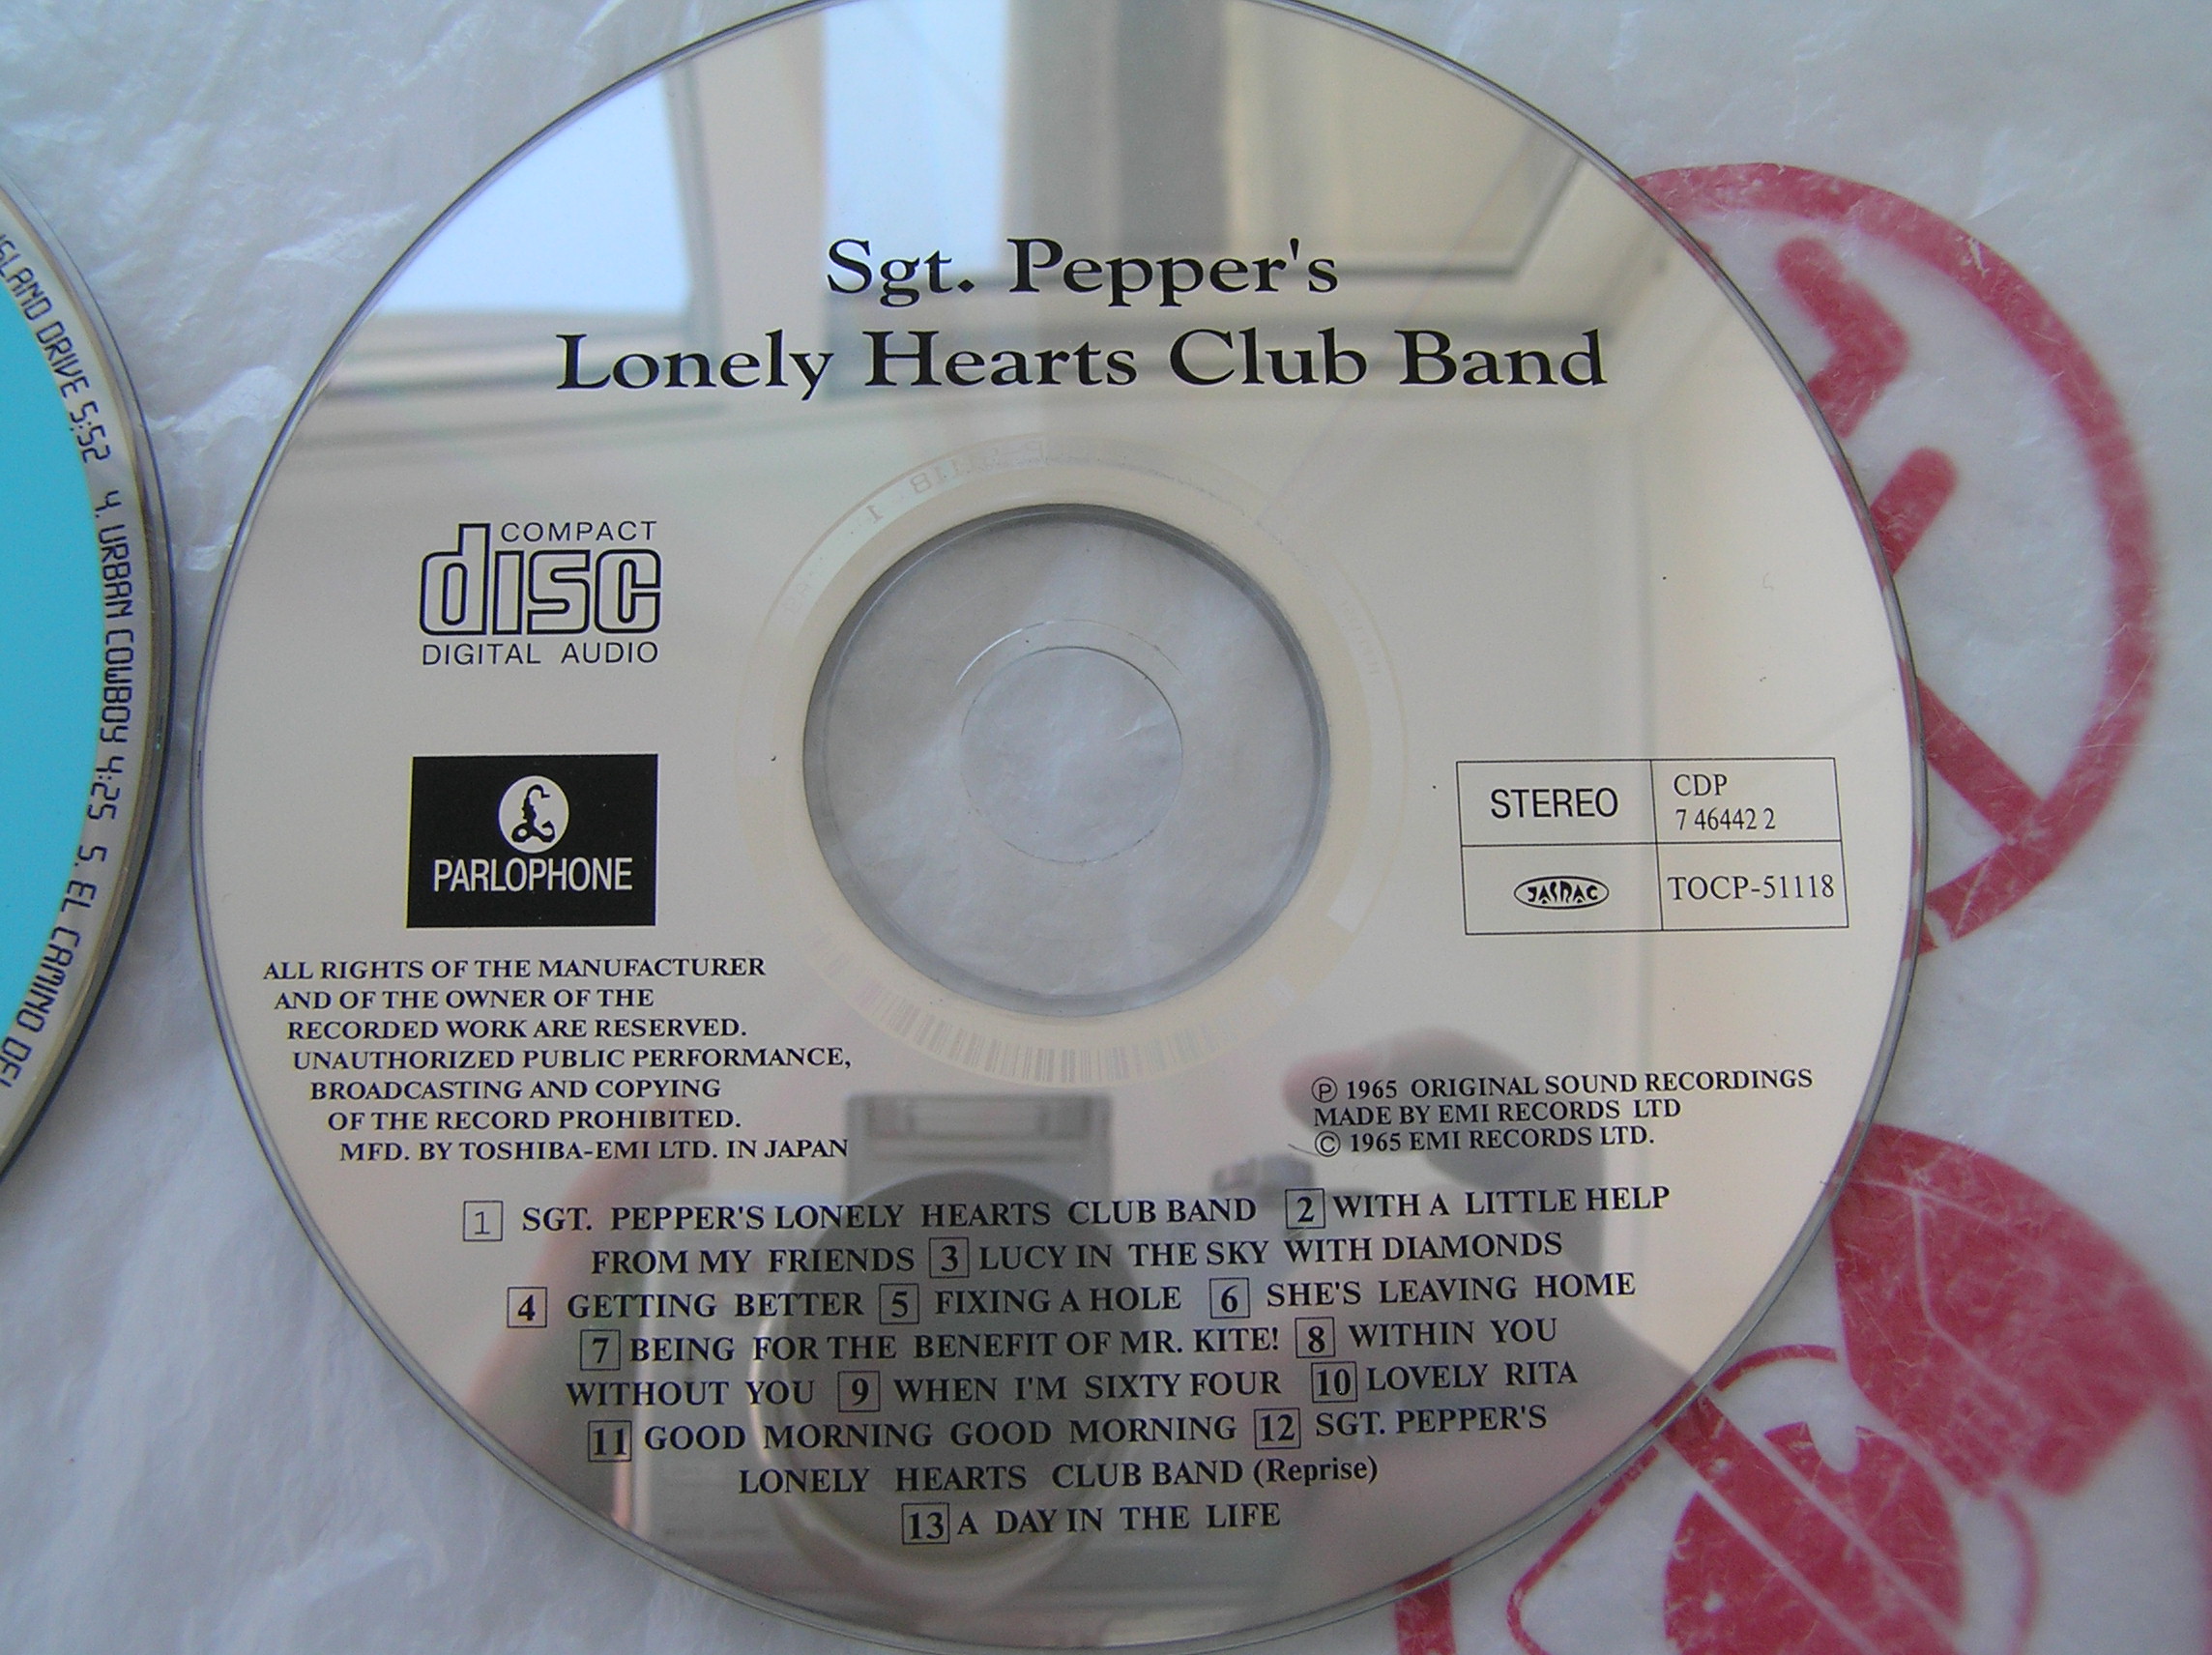 Sgt. Pepper's
Lonely Hearts Club Band
COMPACT
disc
DIGITAL AUDIO
PARLOPHONE
STEREO
CDP
7 46442 2
JASRAC
TOCP-51118
ALL RIGHTS OF THE MANUFACTURER
AND OF THE OWNER OF THE
RECORDED WORK ARE RESERVED.
UNAUTHORIZED PUBLIC PERFORMANCE,
BROADCASTING AND COPYING
OF THE RECORD PROHIBITED.
MFD. BY TOSHIBA-EMI LTD. IN JAPAN
℗ 1965 ORIGINAL SOUND RECORDINGS
MADE BY EMI RECORDS LTD
© 1965 EMI RECORDS LTD.
1 SGT. PEPPER'S LONELY HEARTS CLUB BAND 2 WITH A LITTLE HELP
FROM MY FRIENDS 3 LUCY IN THE SKY WITH DIAMONDS
4 GETTING BETTER 5 FIXING A HOLE 6 SHE'S LEAVING HOME
7 BEING FOR THE BENEFIT OF MR. KITE! 8 WITHIN YOU
WITHOUT YOU 9 WHEN I'M SIXTY FOUR 10 LOVELY RITA
11 GOOD MORNING GOOD MORNING 12 SGT. PEPPER'S
LONELY HEARTS CLUB BAND (Reprise)
13 A DAY IN THE LIFE
ISLAND DRIVE 5:52 4. URBAN COWBOY 4:25 5. EL CAMINO